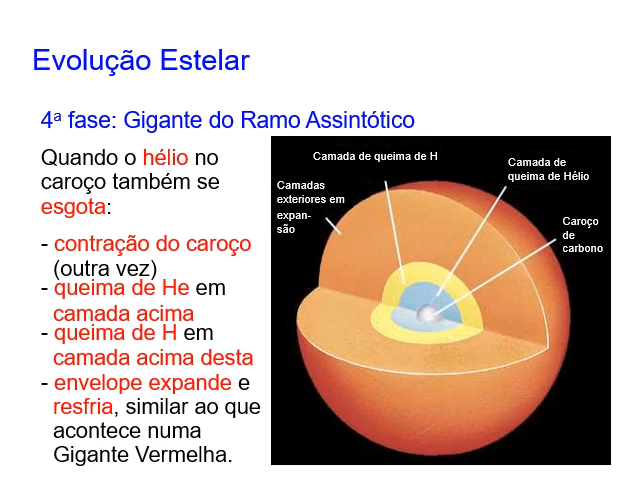 Evolução Estelar
4ª fase: Gigante do Ramo Assintótico
Quando o hélio no
caroço também se
esgota:
- contração do caroço
(outra vez)
- queima de He em
camada acima
- queima de H em
camada acima desta
- envelope expande e
resfria, similar ao que
acontece numa
Gigante Vermelha.
Camada de queima de H
Camada de
queima de Hélio
Camadas
exteriores em
expan-
são
Caroço
de
carbono